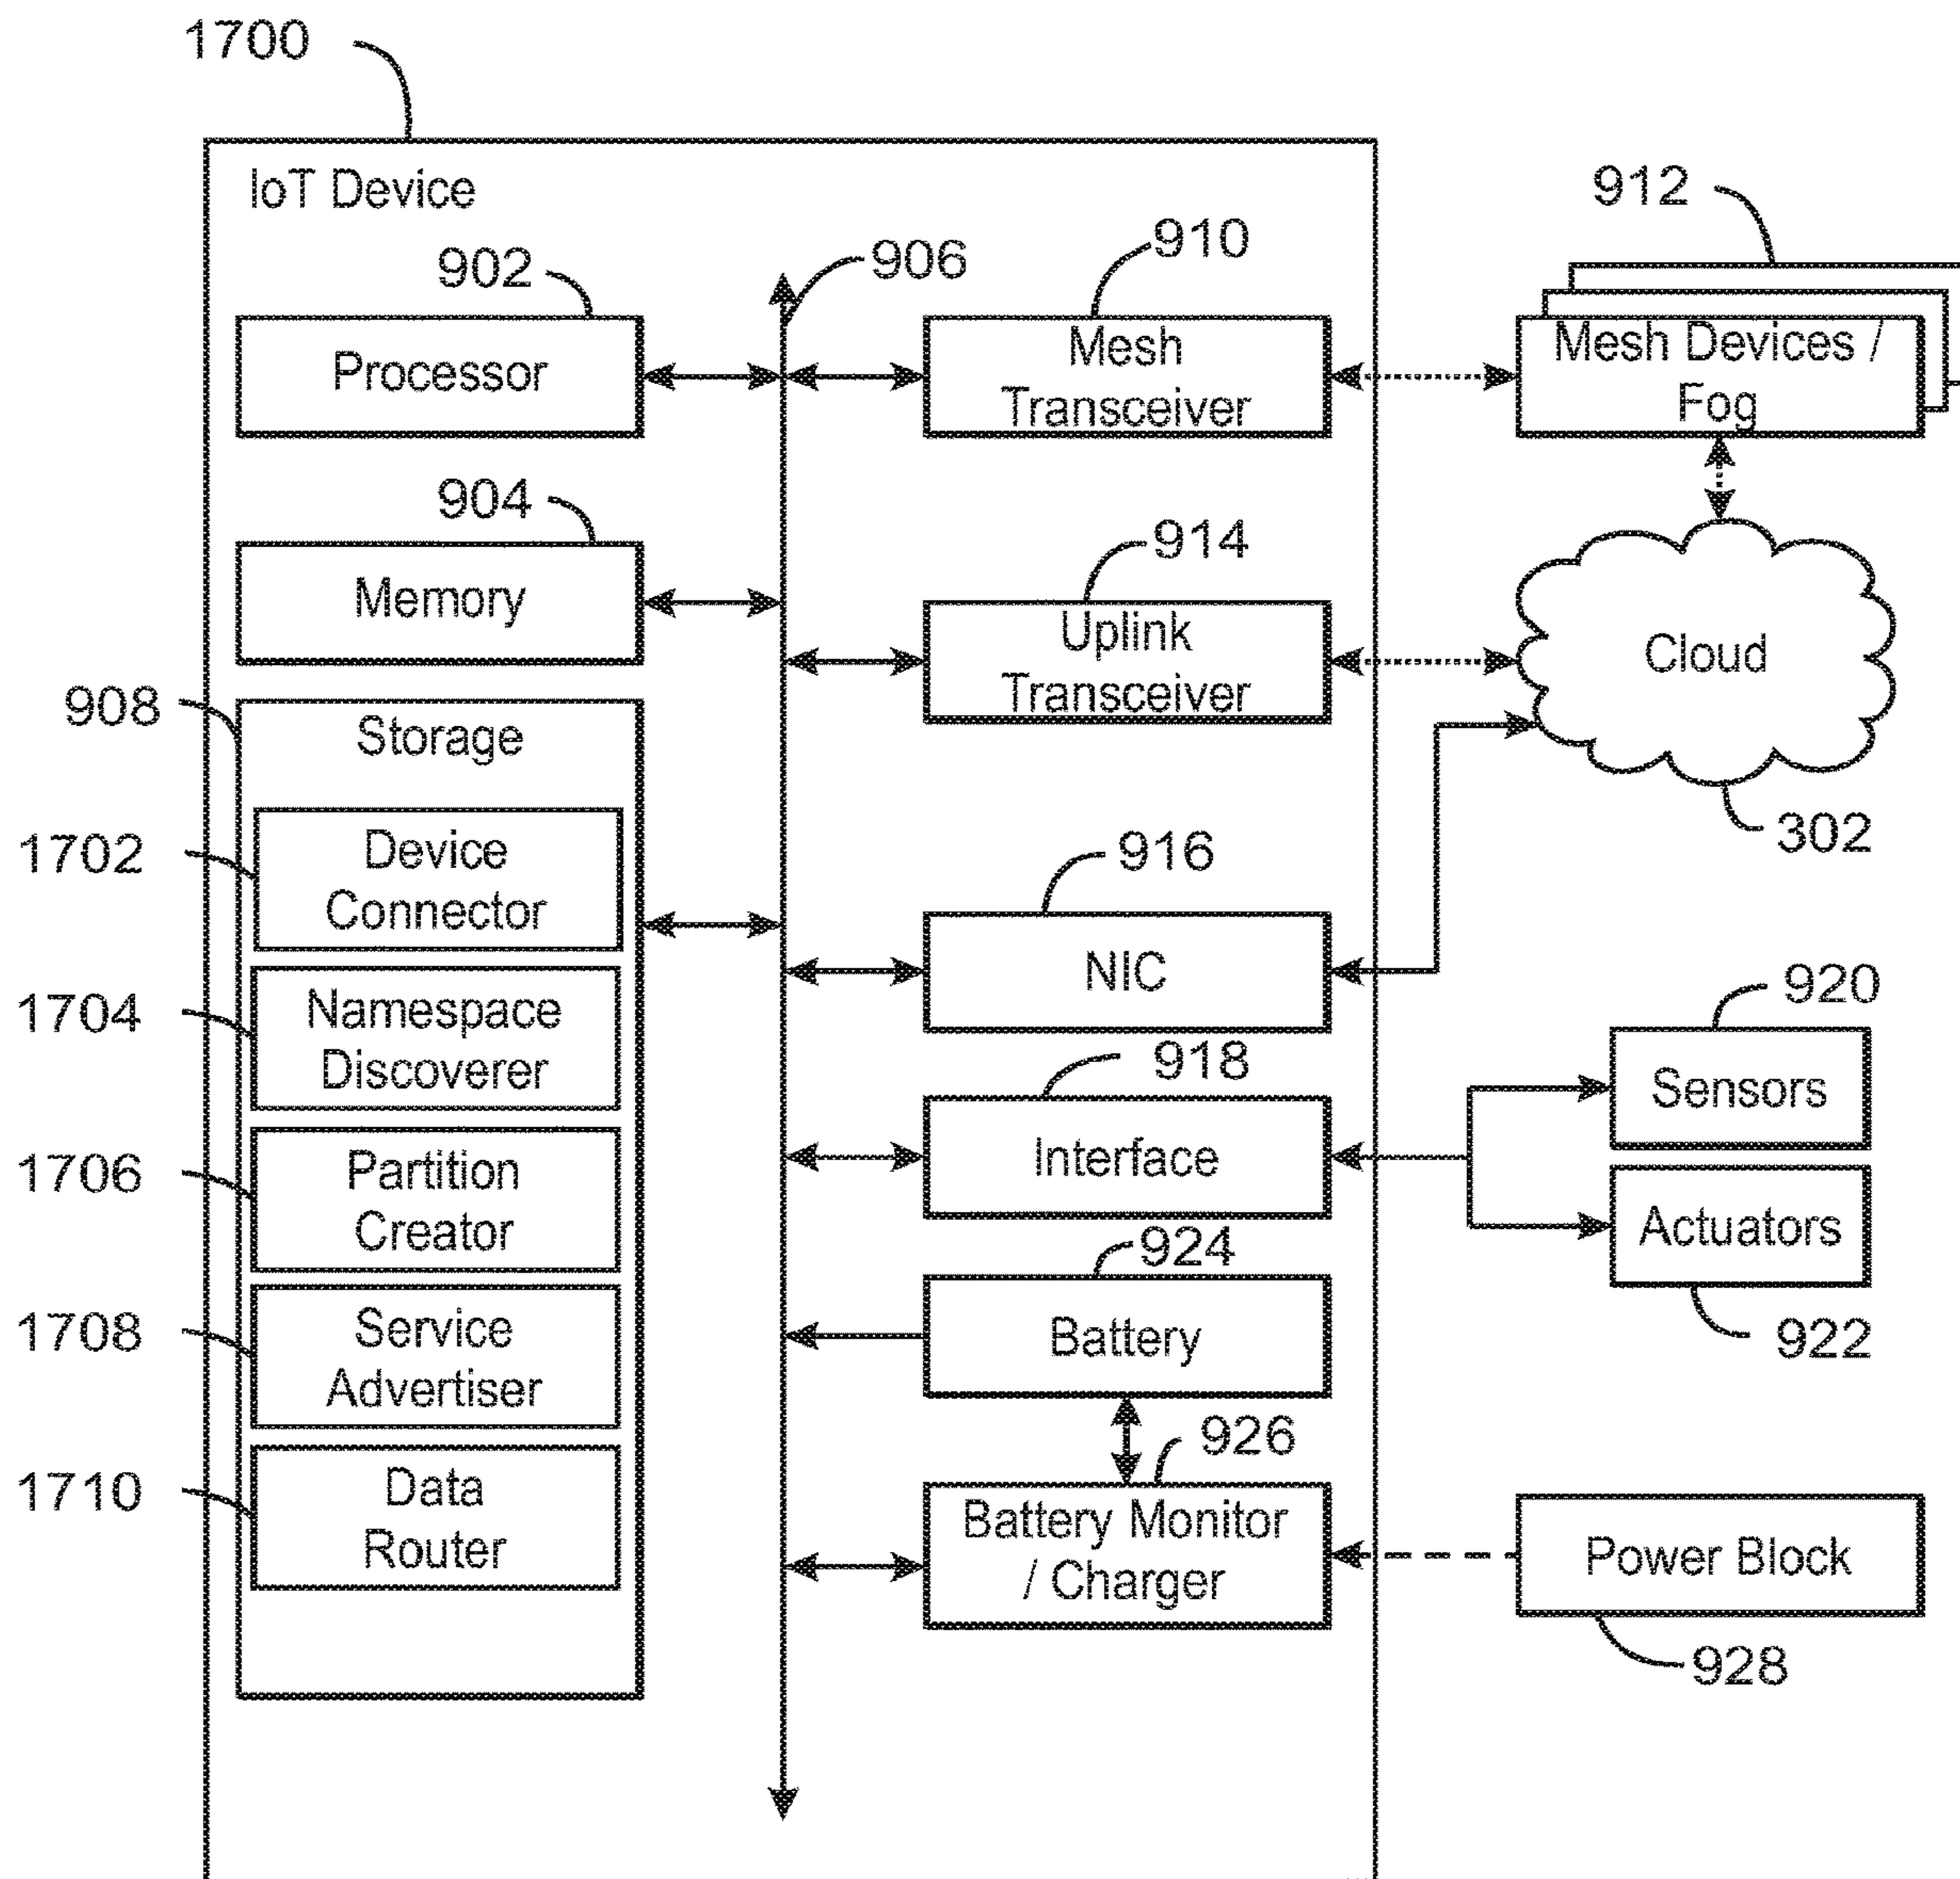 1700
IoT Device
912
902
906
910
Processor
Mesh
Transceiver
Mesh Devices /
Fog
904
914
Memory
Uplink
Transceiver
Cloud
302
908
Storage
1702
Device
Connector
916
NIC
1704
Namespace
Discoverer
918
Interface
920
Sensors
Actuators
922
1706
Partition
Creator
924
Battery
1708
Service
Advertiser
926
Battery Monitor
/ Charger
1710
Data
Router
Power Block
928